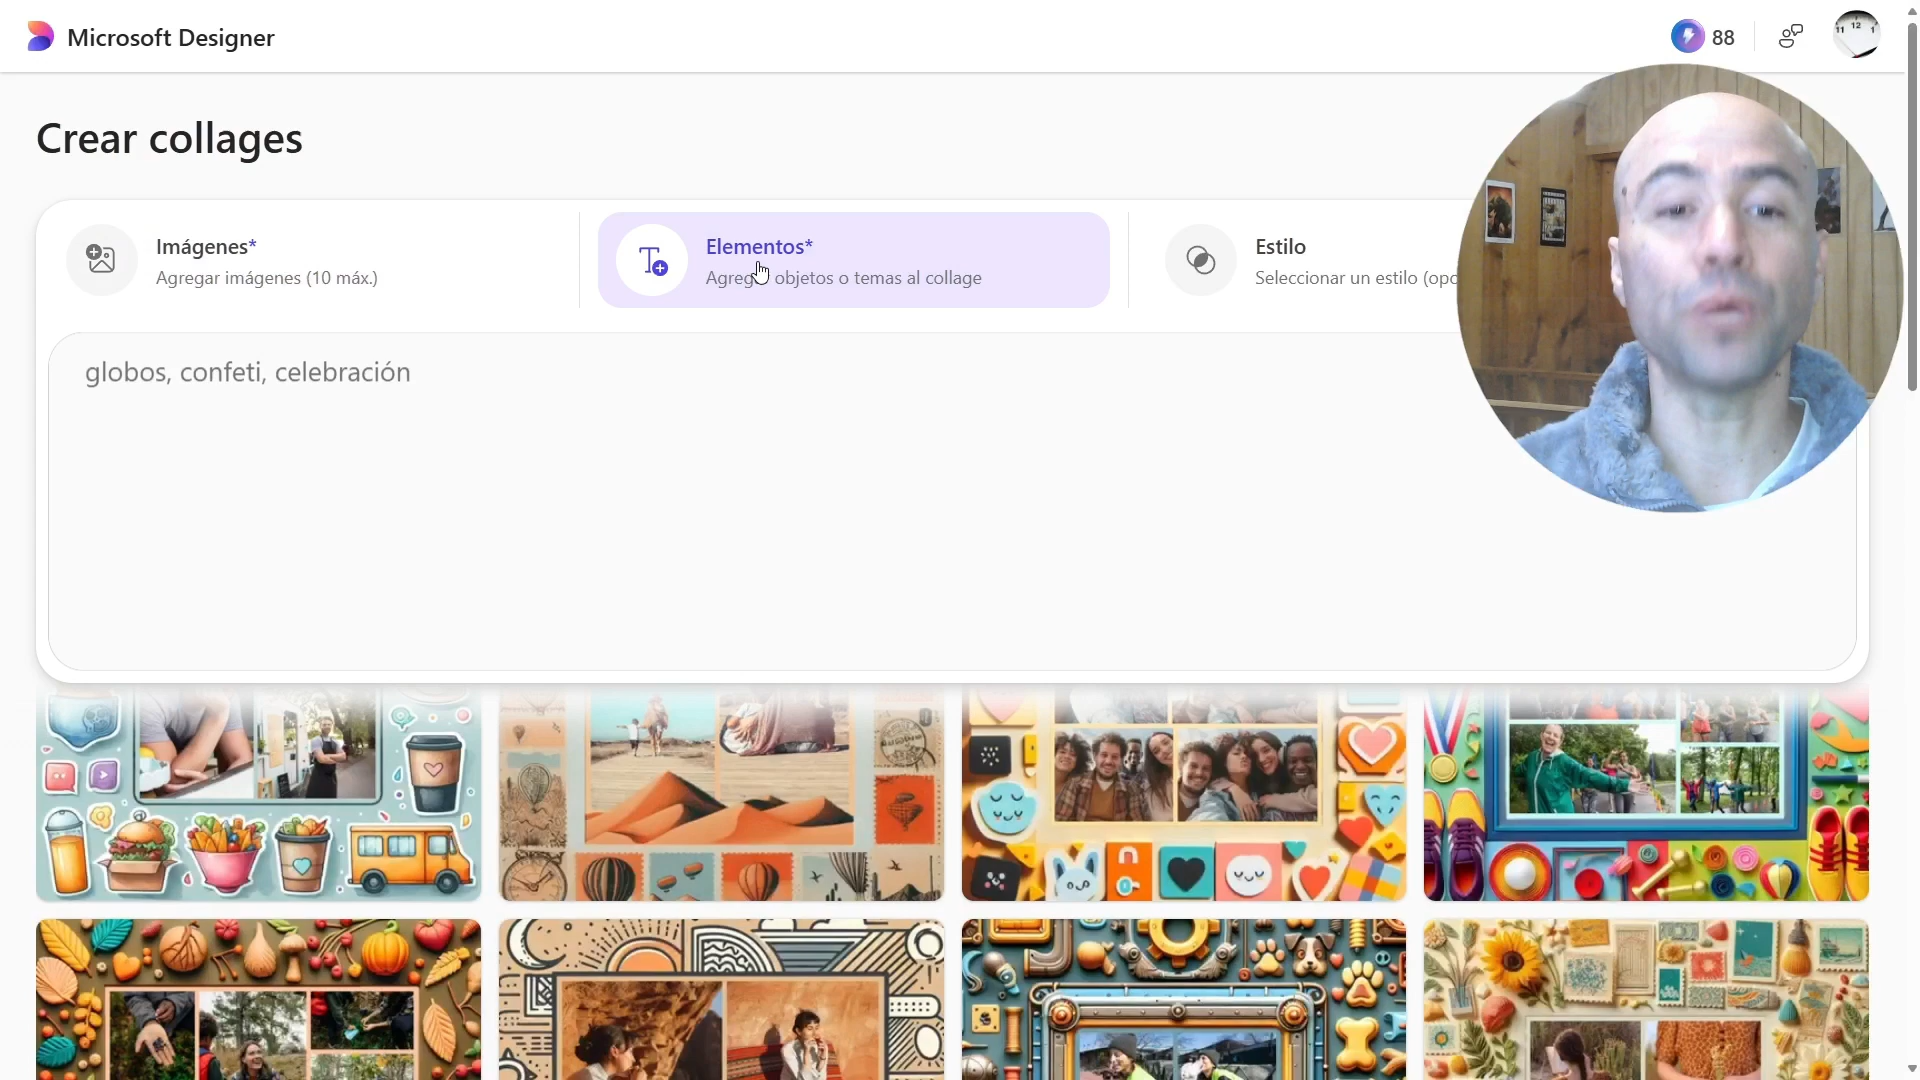 Microsoft Designer
88
Crear collages
Imágenes*
Agregar imágenes (10 máx.)
Elementos*
objetos o temas al collage
Estilo
Seleccionar un estilo
globos, confeti, celebración